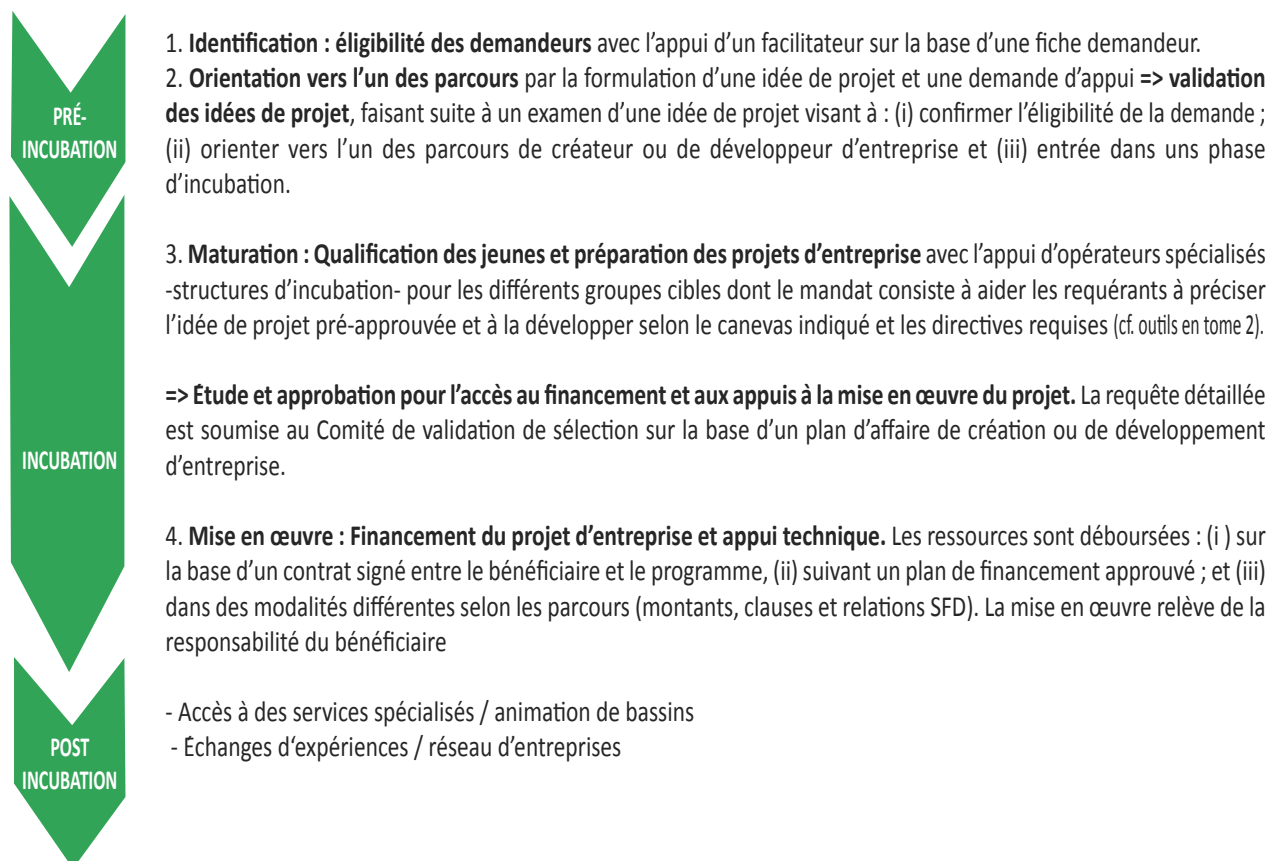 PRÉ-
INCUBATION
1. Identification : éligibilité des demandeurs avec l’appui d’un facilitateur sur la base d’une fiche demandeur.
2. Orientation vers l’un des parcours par la formulation d’une idée de projet et une demande d’appui => validation
des idées de projet, faisant suite à un examen d’une idée de projet visant à : (i) confirmer l’éligibilité de la demande ;
(ii) orienter vers l’un des parcours de créateur ou de développeur d’entreprise et (iii) entrée dans uns phase
d’incubation.
INCUBATION
3. Maturation : Qualification des jeunes et préparation des projets d’entreprise avec l’appui d’opérateurs spécialisés
-structures d’incubation- pour les différents groupes cibles dont le mandat consiste à aider les requérants à préciser
l’idée de projet pré-approuvée et à la développer selon le canevas indiqué et les directives requises (cf. outils en tome 2).
=> Étude et approbation pour l’accès au financement et aux appuis à la mise en œuvre du projet. La requête détaillée
est soumise au Comité de validation de sélection sur la base d’un plan d’affaire de création ou de développement
d’entreprise.
4. Mise en œuvre : Financement du projet d’entreprise et appui technique. Les ressources sont déboursées : (i ) sur
la base d’un contrat signé entre le bénéficiaire et le programme, (ii) suivant un plan de financement approuvé ; et (iii)
dans des modalités différentes selon les parcours (montants, clauses et relations SFD). La mise en œuvre relève de la
responsabilité du bénéficiaire
POST
INCUBATION
- Accès à des services spécialisés / animation de bassins
- Échanges d‘expériences / réseau d’entreprises